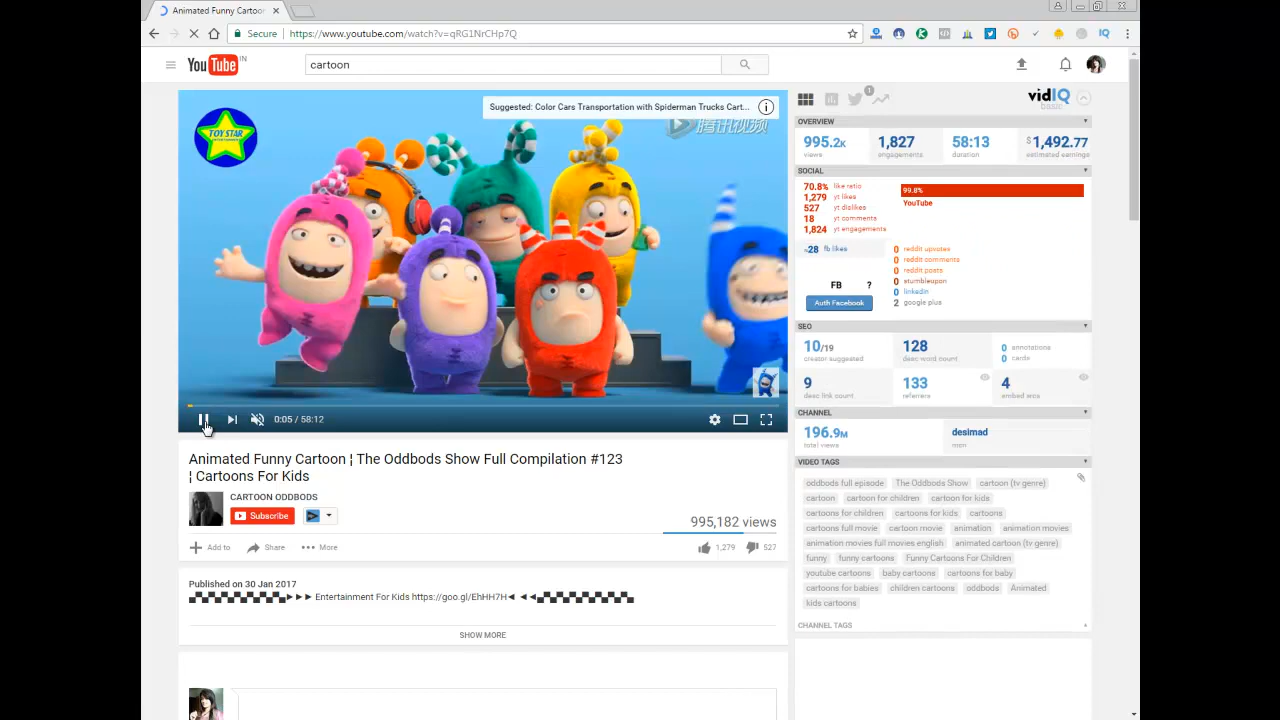 Animated Funny Cartoo
Secure
https://www.youtube.com/watch?v=qRG1NrCHp7Q
IQ
YouTube IN
cartoon
TOY STAR
Suggested: Color Cars Transportation with Spiderman Trucks Cart...
腾讯视频
0:05 / 58:12
Animated Funny Cartoon ¦ The Oddbods Show Full Compilation #123
¦ Cartoons For Kids
CARTOON ODDBODS
Subscribe
995,182 views
Add to
Share
More
1,279
527
Published on 30 Jan 2017
Entertainment For Kids https://goo.gl/EhHH7H
SHOW MORE
1
vidIQ
basic
OVERVIEW
995.2K
views
1,827
engagements
58:13
duration
$1,492.77
estimated earnings
SOCIAL
70.8% like ratio
1,279 yt likes
527 yt dislikes
18 yt comments
1,824 yt engagements
99.8%
YouTube
28 fb likes
FB ?
Auth Facebook
0 reddit upvotes
0 reddit comments
0 reddit posts
0 stumbleupon
0 linkedin
2 google plus
SEO
10/19
creator suggested
128
desc word count
0 annotations
0 cards
9
desc link count
133
referrers
4
embed srcs
CHANNEL
196.9M
total views
desimad
mcn
VIDEO TAGS
oddbods full episode The Oddbods Show cartoon (tv genre)
cartoon cartoon for children cartoon for kids
cartoons for children cartoons for kids cartoons
cartoons full movie cartoon movie animation animation movies
animation movies full movies english animated cartoon (tv genre)
funny funny cartoons Funny Cartoons For Children
youtube cartoons baby cartoons cartoons for baby
cartoons for babies children cartoons oddbods Animated
kids cartoons
CHANNEL TAGS